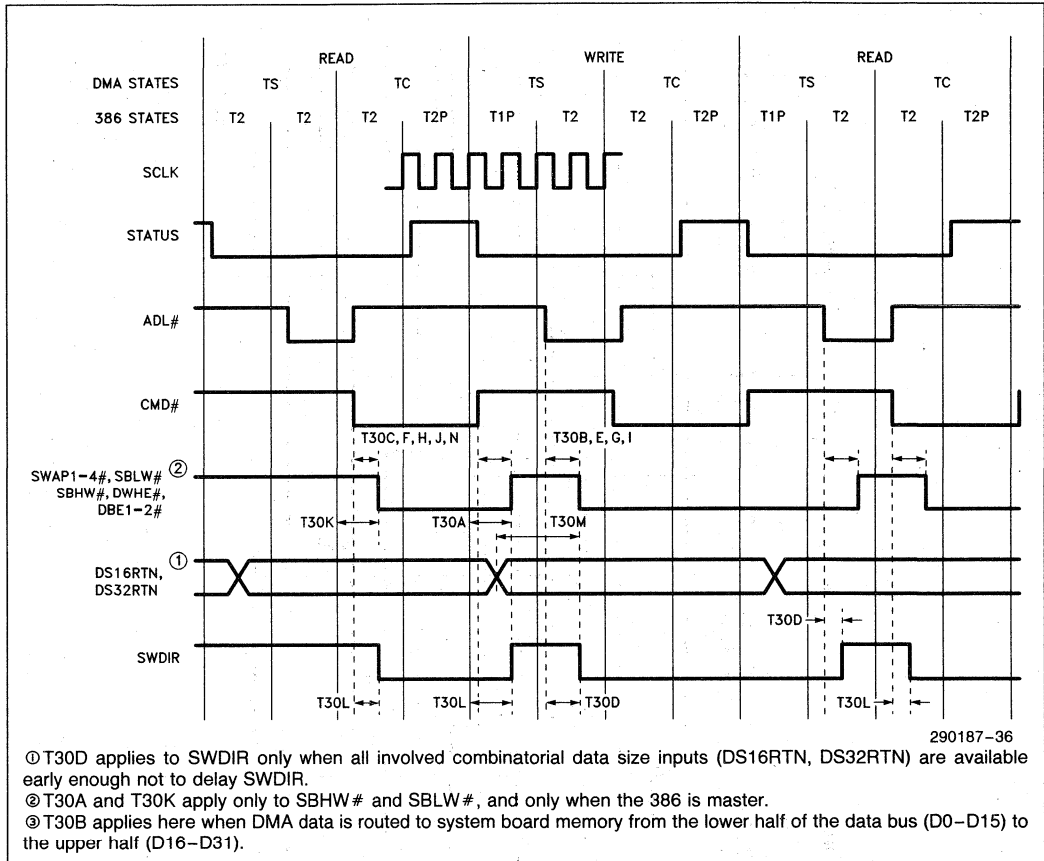 READ WRITE READ
DMA STATES TS TC TS TC TS TC
386 STATES T2 T2 T2 T2P T1P T2 T2 T2P T1P T2 T2 T2P
SCLK
STATUS
ADL#
CMD#
T30C, F, H, J, N T30B, E, G, I
SWAP1-4#, SBLW# ②
SBHW#, DWHE#,
DBE1-2#
T30K T30A T30M
DS16RTN, ①
DS32RTN
T30D
SWDIR
T30L T30L T30D T30L
290187-36
①T30D applies to SWDIR only when all involved combinatorial data size inputs (DS16RTN, DS32RTN) are available
early enough not to delay SWDIR.
②T30A and T30K apply only to SBHW# and SBLW#, and only when the 386 is master.
③T30B applies here when DMA data is routed to system board memory from the lower half of the data bus (D0–D15) to
the upper half (D16–D31).